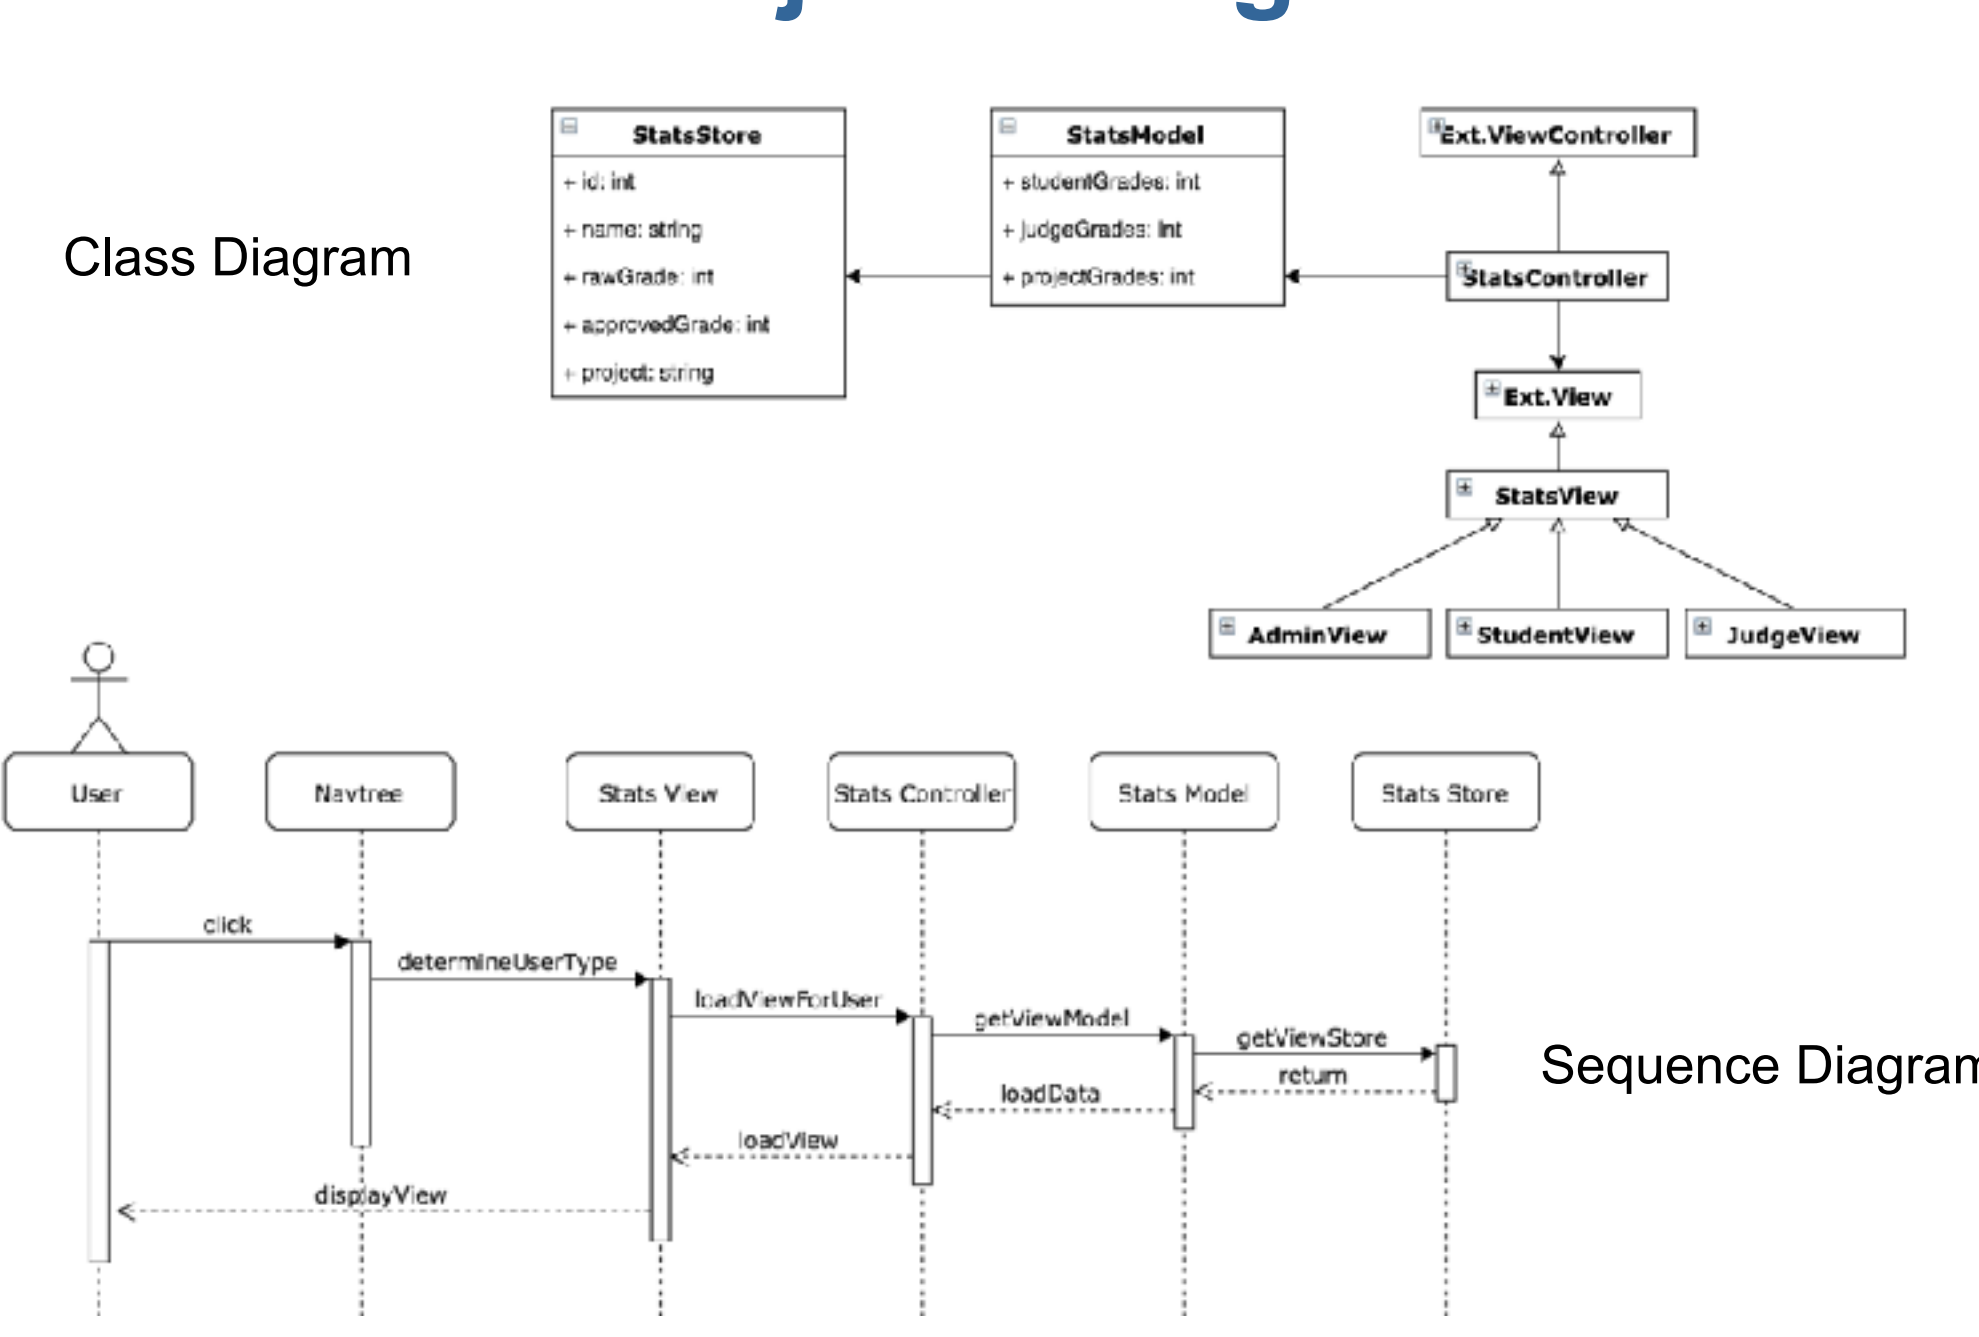 Class Diagram
StatsStore
+ id: int
+ name: string
+ rawGrade: int
+ approvedGrade: int
+ project: string
StatsModel
+ studentGrades: int
+ judgeGrades: int
+ projectGrades: int
Ext.ViewController
StatsController
Ext.View
StatsView
AdminView
StudentView
JudgeView
User
Navtree
Stats View
Stats Controller
Stats Model
Stats Store
click
determineUserType
loadViewForUser
getViewModel
getViewStore
return
loadData
loadView
displayView
Sequence Diagram